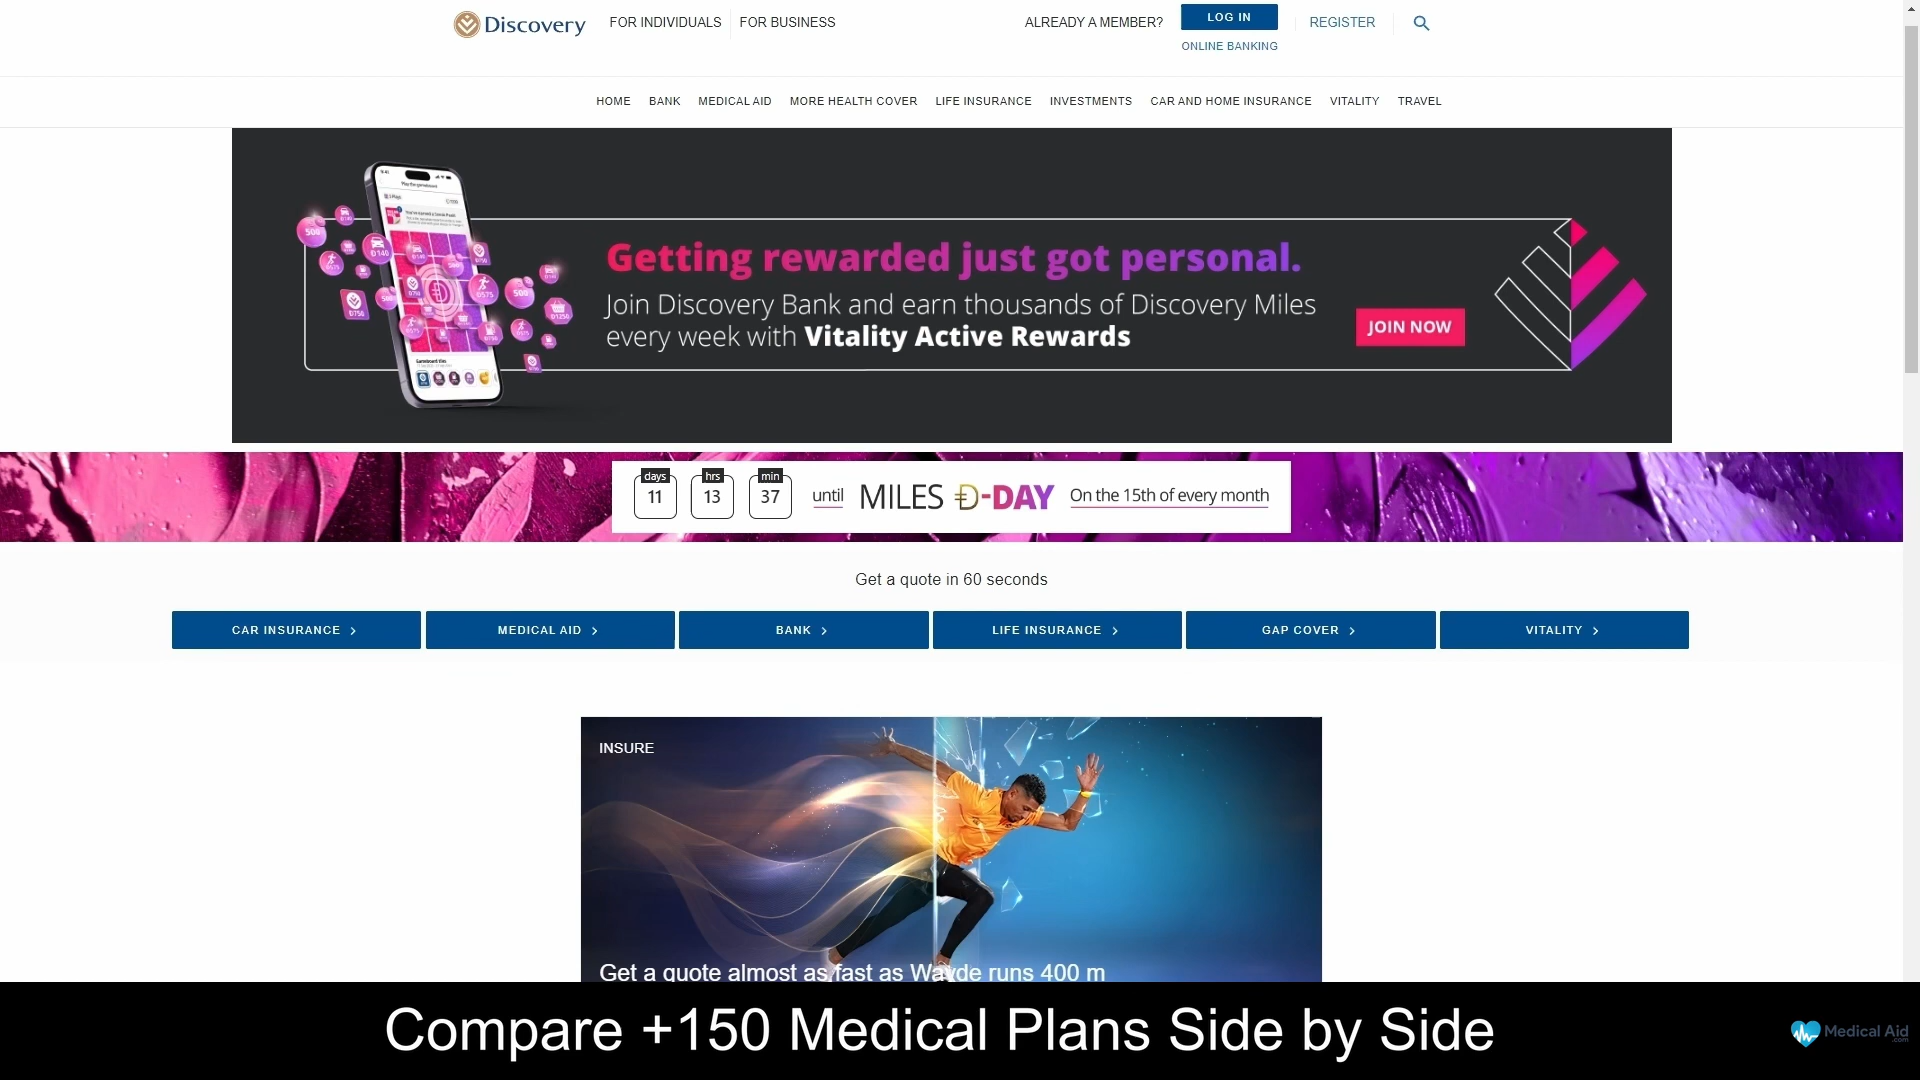 Discovery
FOR INDIVIDUALS
FOR BUSINESS
ALREADY A MEMBER?
LOG IN
REGISTER
ONLINE BANKING
HOME
BANK
MEDICAL AID
MORE HEALTH COVER
LIFE INSURANCE
INVESTMENTS
CAR AND HOME INSURANCE
VITALITY
TRAVEL
Getting rewarded just got personal.
Join Discovery Bank and earn thousands of Discovery Miles
every week with Vitality Active Rewards
JOIN NOW
days
hrs
min
11
13
37
until
MILES D-DAY
On the 15th of every month
Get a quote in 60 seconds
CAR INSURANCE
MEDICAL AID
BANK
LIFE INSURANCE
GAP COVER
VITALITY
INSURE
Get a quote almost as fast as Wayde runs 400 m
Compare +150 Medical Plans Side by Side
Medical Aid
.com